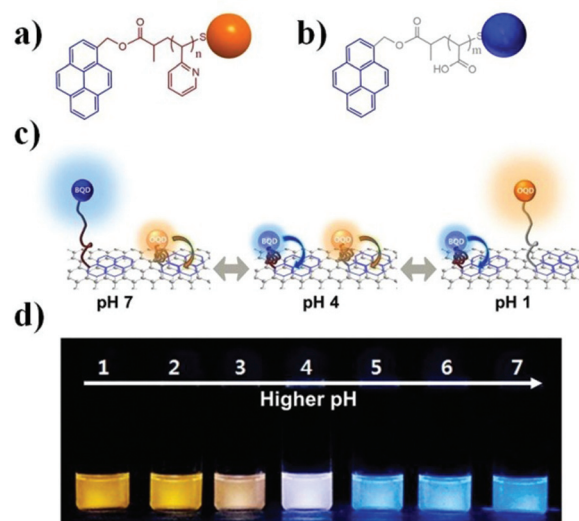 a)
b)
O
O
S
n
N
O
O
S
m
HO
O
c)
BQD
OQD
OQD
BQD
OQD
BQD
pH 7
pH 4
pH 1
d)
1 2 3 4 5 6 7
Higher pH